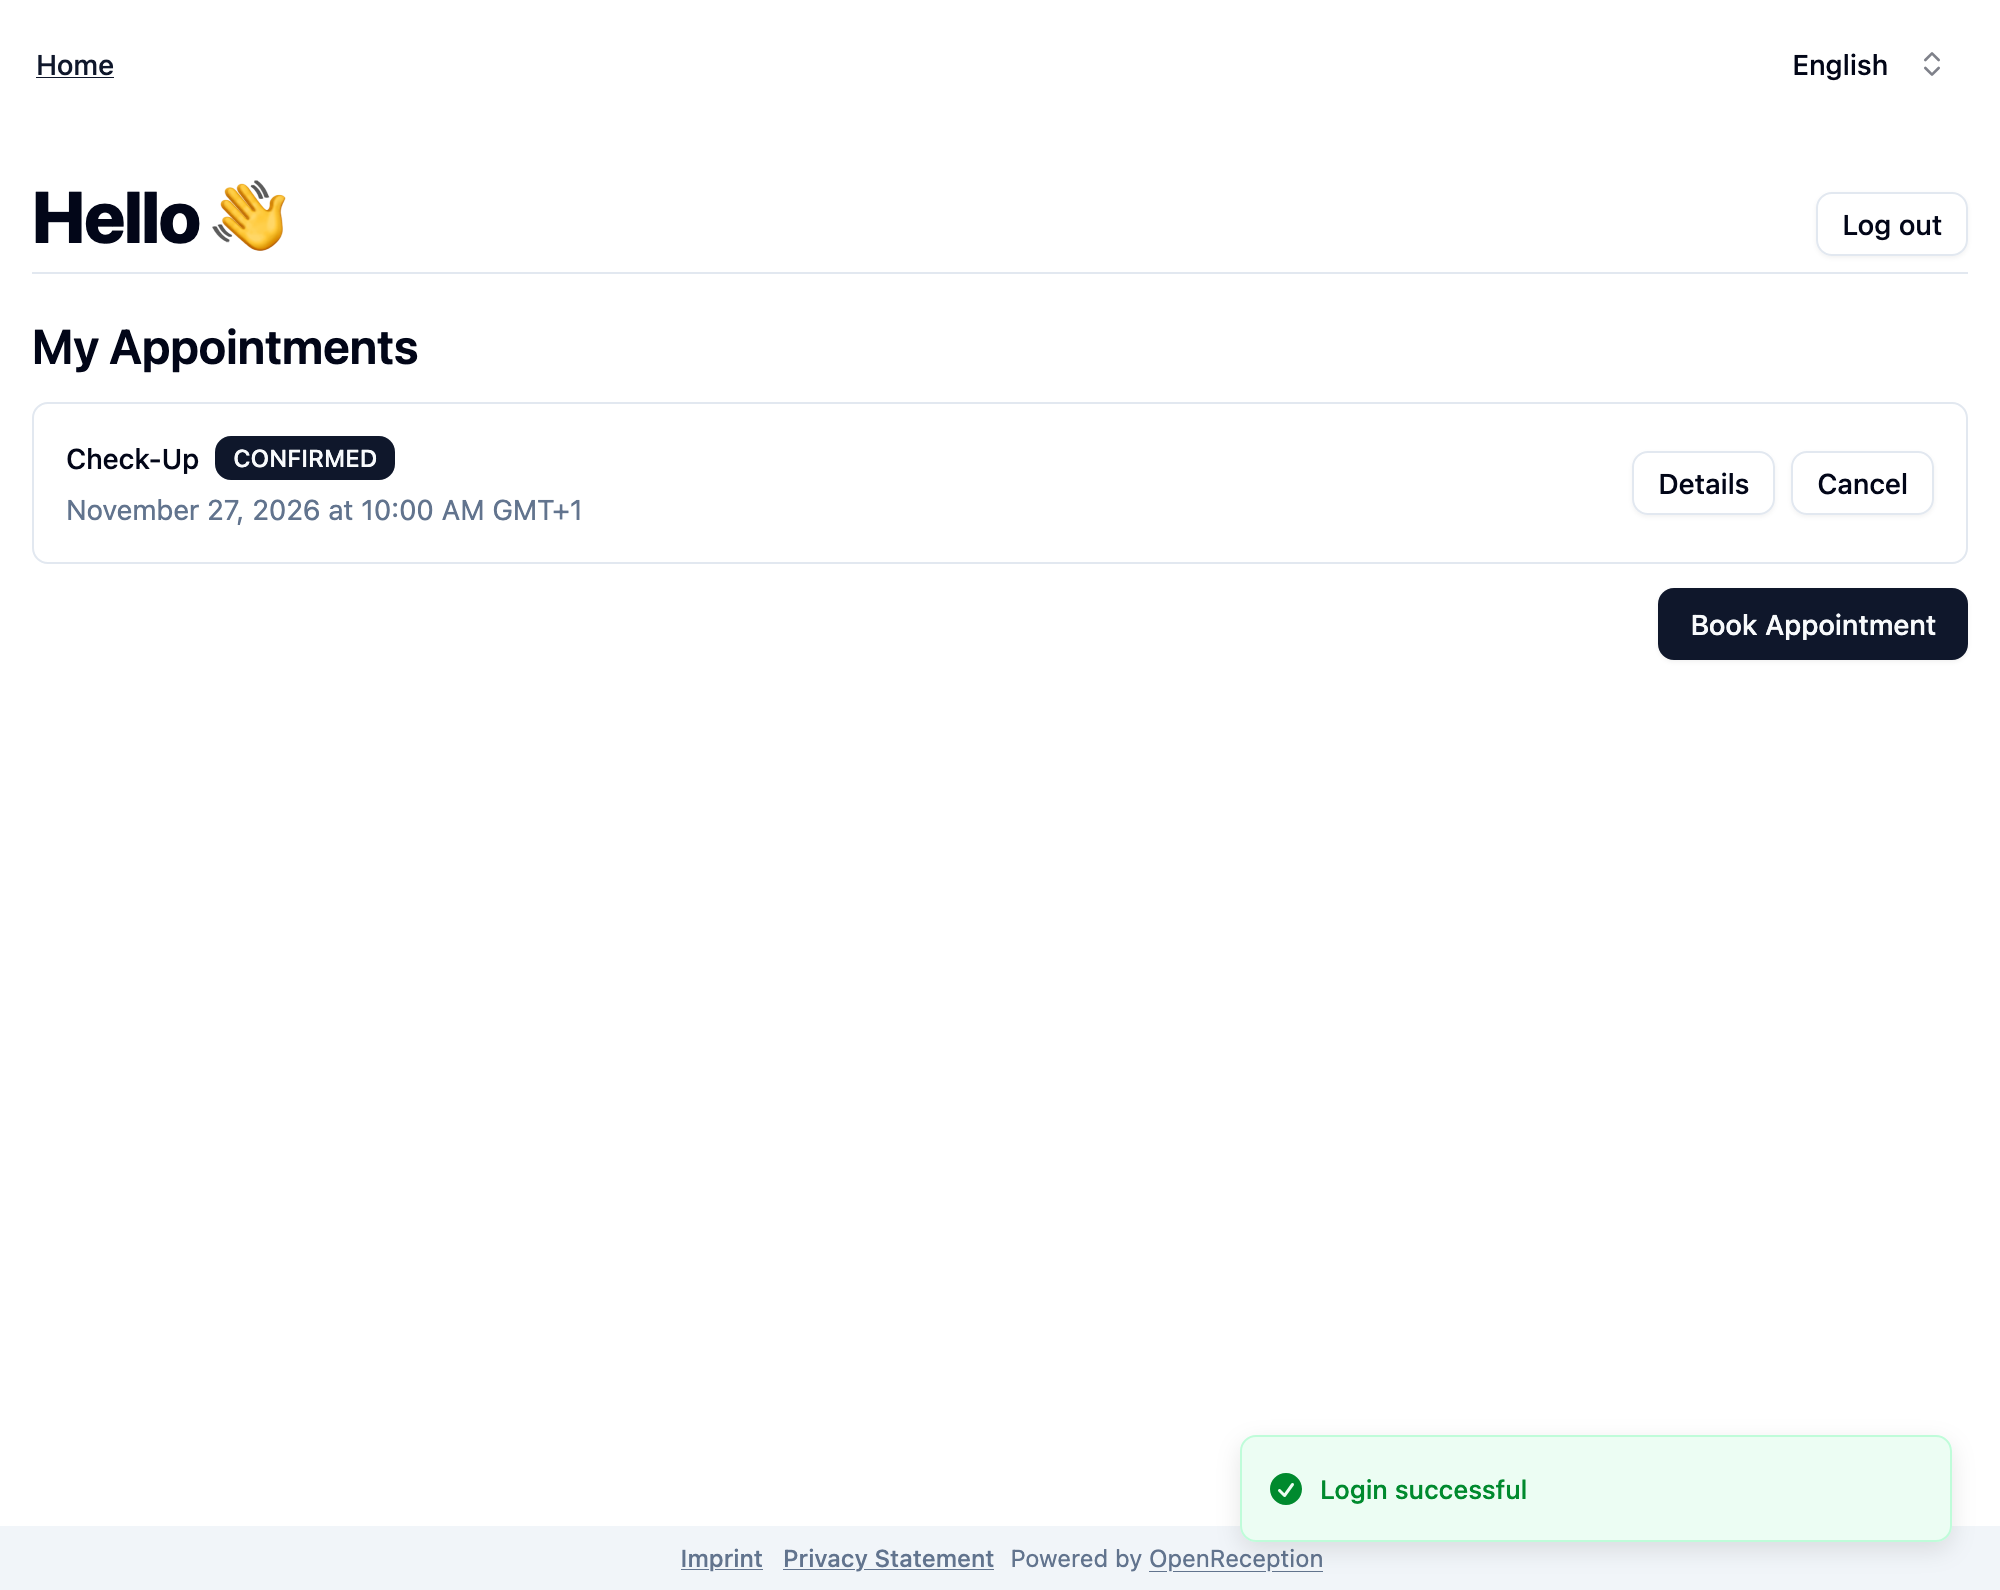 Home
English
Hello 👋
Log out
My Appointments
Check-Up CONFIRMED
November 27, 2026 at 10:00 AM GMT+1
Details
Cancel
Book Appointment
Login successful
Imprint Privacy Statement Powered by OpenReception